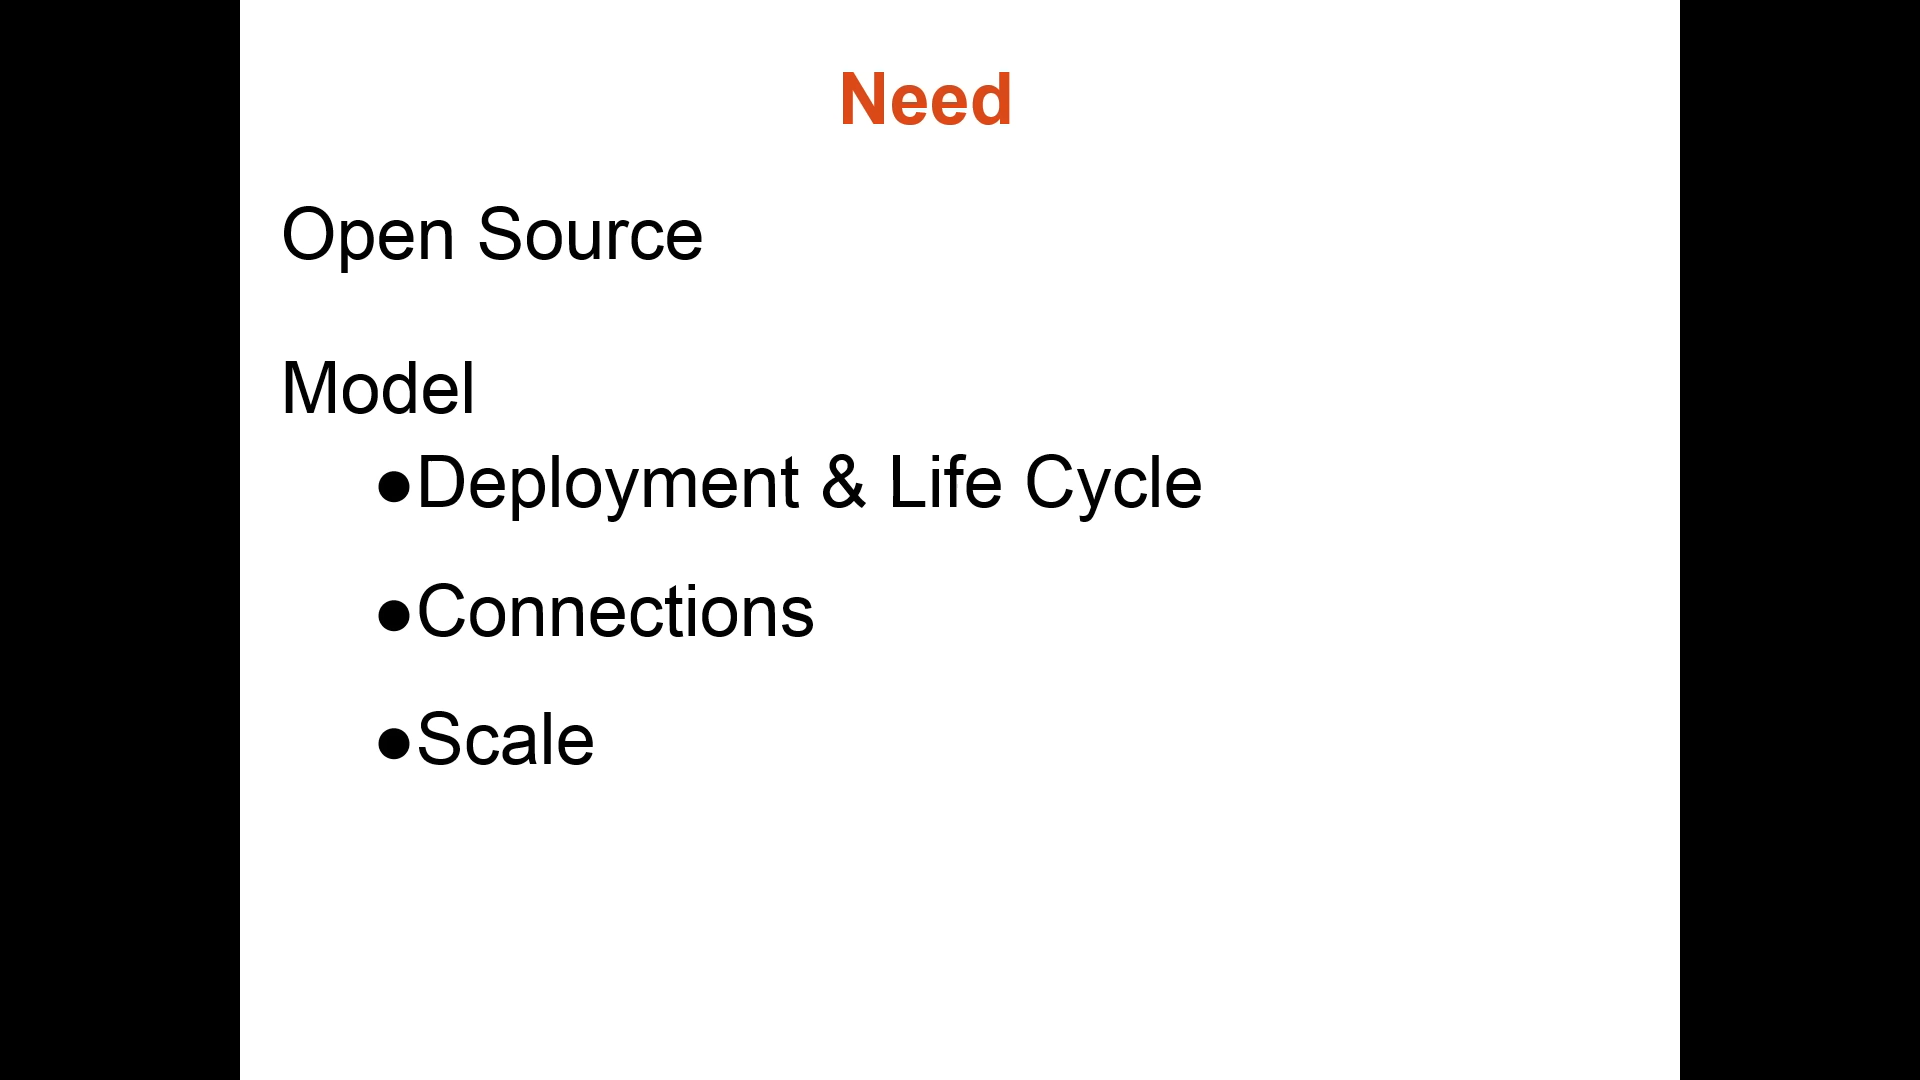 Need
Open Source
Model
●Deployment & Life Cycle
●Connections
●Scale